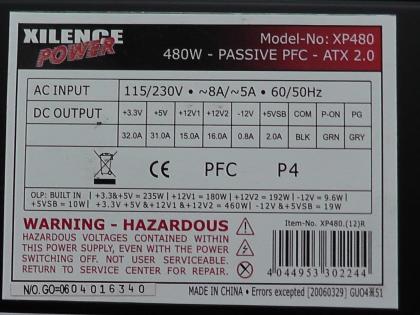 XILENCE
POWER
Model-No: XP480
480W - PASSIVE PFC - ATX 2.0
AC INPUT 115/230V • ~8A/~5A • 60/50Hz
DC OUTPUT +3.3V +5V +12V1 +12V2 -12V +5VSB COM P-ON PG
32.0A 31.0A 15.0A 16.0A 0.8A 2.0A BLK GRN GRY
CE PFC P4
OLP: BUILT IN | +3.3&+5V = 235W | +12V1 = 180W | +12V2 = 192W | -12V = 9.6W |
+5VSB = 10W | +3.3V +5V &+12V1 &+12V2 = 460W | -12V &+5VSB = 19W |
WARNING - HAZARDOUS
HAZARDOUS VOLTAGES CONTAINED WITHIN
THIS POWER SUPPLY, EVEN WITH THE POWER
SWITCHING OFF. NOT USER SERVICEABLE.
RETURN TO SERVICE CENTER FOR REPAIR.
Item-No. XP480.(12)R
4 044953 302244
N/O. GO=0604016340
MADE IN CHINA • Errors excepted [20060329]